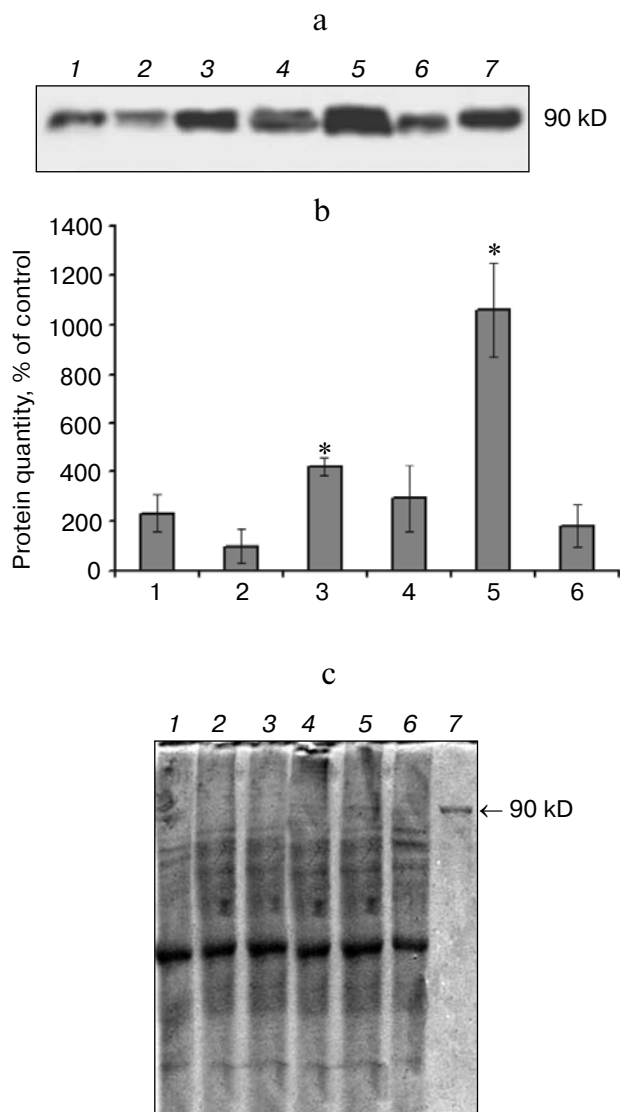 a
1 2 3 4 5 6 7
90 kD
b
Protein quantity, % of control
1400
1200
1000
800
600
400
200
0
* *
1 2 3 4 5 6
c
1 2 3 4 5 6 7
← 90 kD